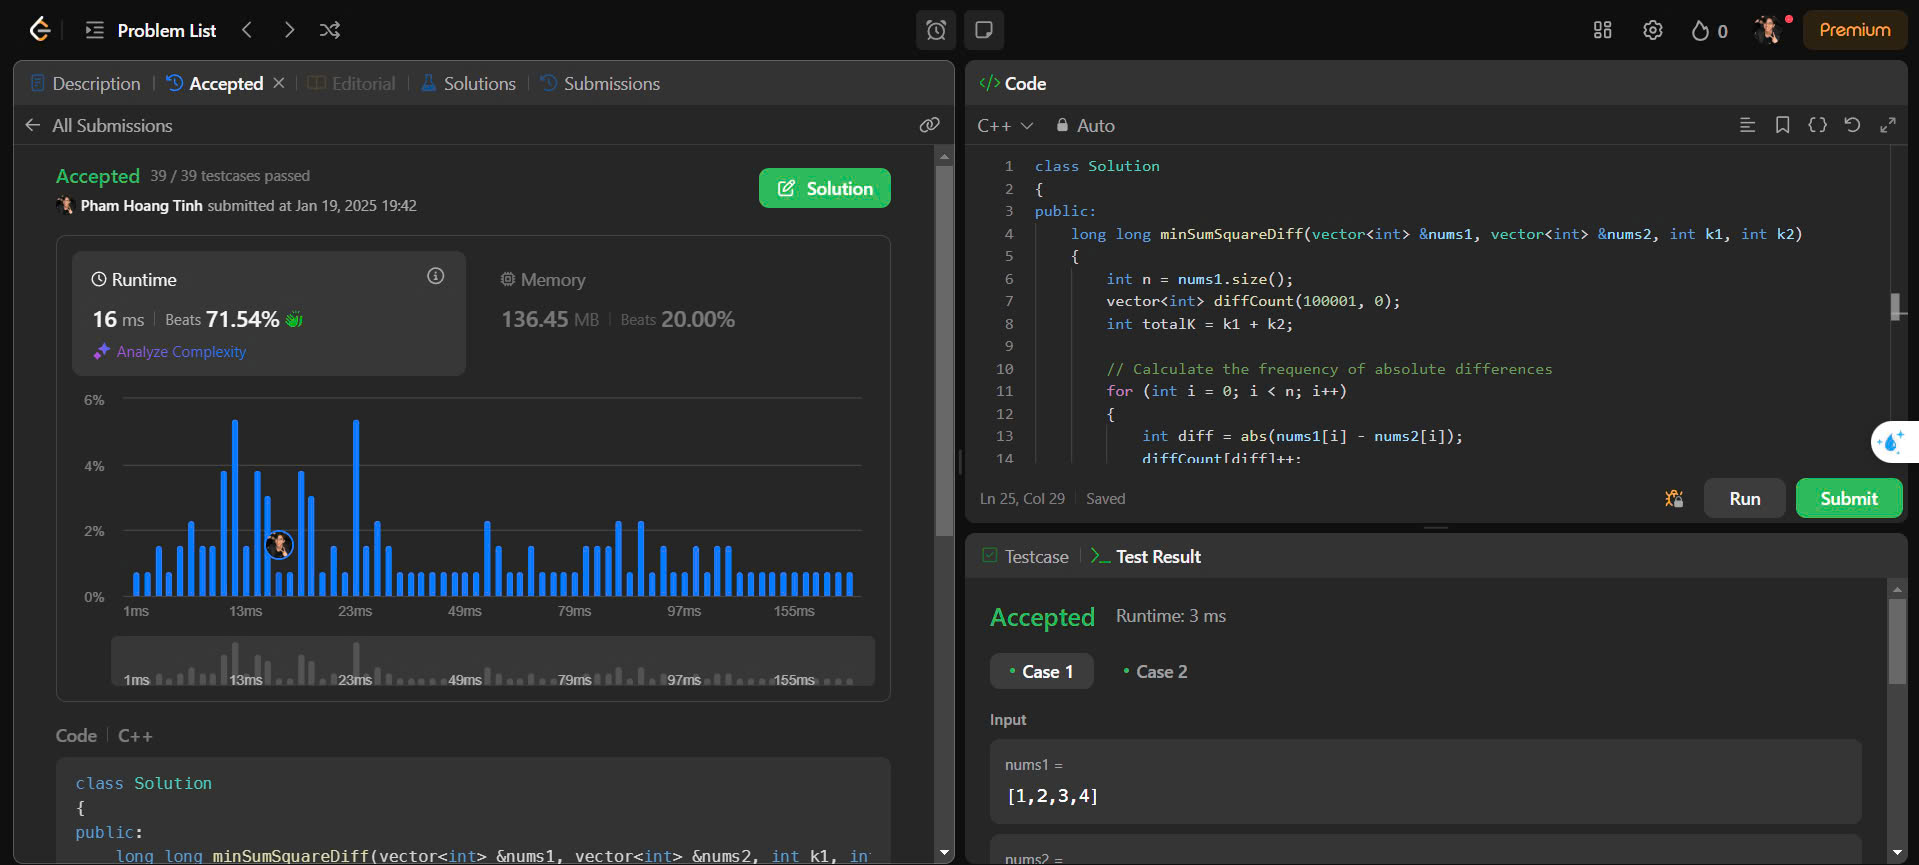 Problem List
0
Premium
Description
Accepted
Editorial
Solutions
Submissions
All Submissions
Accepted 39 / 39 testcases passed
Pham Hoang Tinh submitted at Jan 19, 2025 19:42
Solution
Runtime
16 ms Beats 71.54%
Analyze Complexity
Memory
136.45 MB Beats 20.00%
6%
4%
2%
0%
1ms 13ms 23ms 49ms 79ms 97ms 155ms
1ms 13ms 23ms 49ms 79ms 97ms 155ms
Code C++
class Solution
{
public:
long long minSumSquareDiff(vector<int> &nums1, vector<int> &nums2, int k1, in
</> Code
C++ Auto
1 class Solution
2 {
3 public:
4 long long minSumSquareDiff(vector<int> &nums1, vector<int> &nums2, int k1, int k2)
5 {
6 int n = nums1.size();
7 vector<int> diffCount(100001, 0);
8 int totalK = k1 + k2;
9
10 // Calculate the frequency of absolute differences
11 for (int i = 0; i < n; i++)
12 {
13 int diff = abs(nums1[i] - nums2[i]);
14 diffCount[diff]++;
Ln 25, Col 29 Saved
Run
Submit
Testcase
Test Result
Accepted Runtime: 3 ms
Case 1
Case 2
Input
nums1 =
[1,2,3,4]
nums2 =